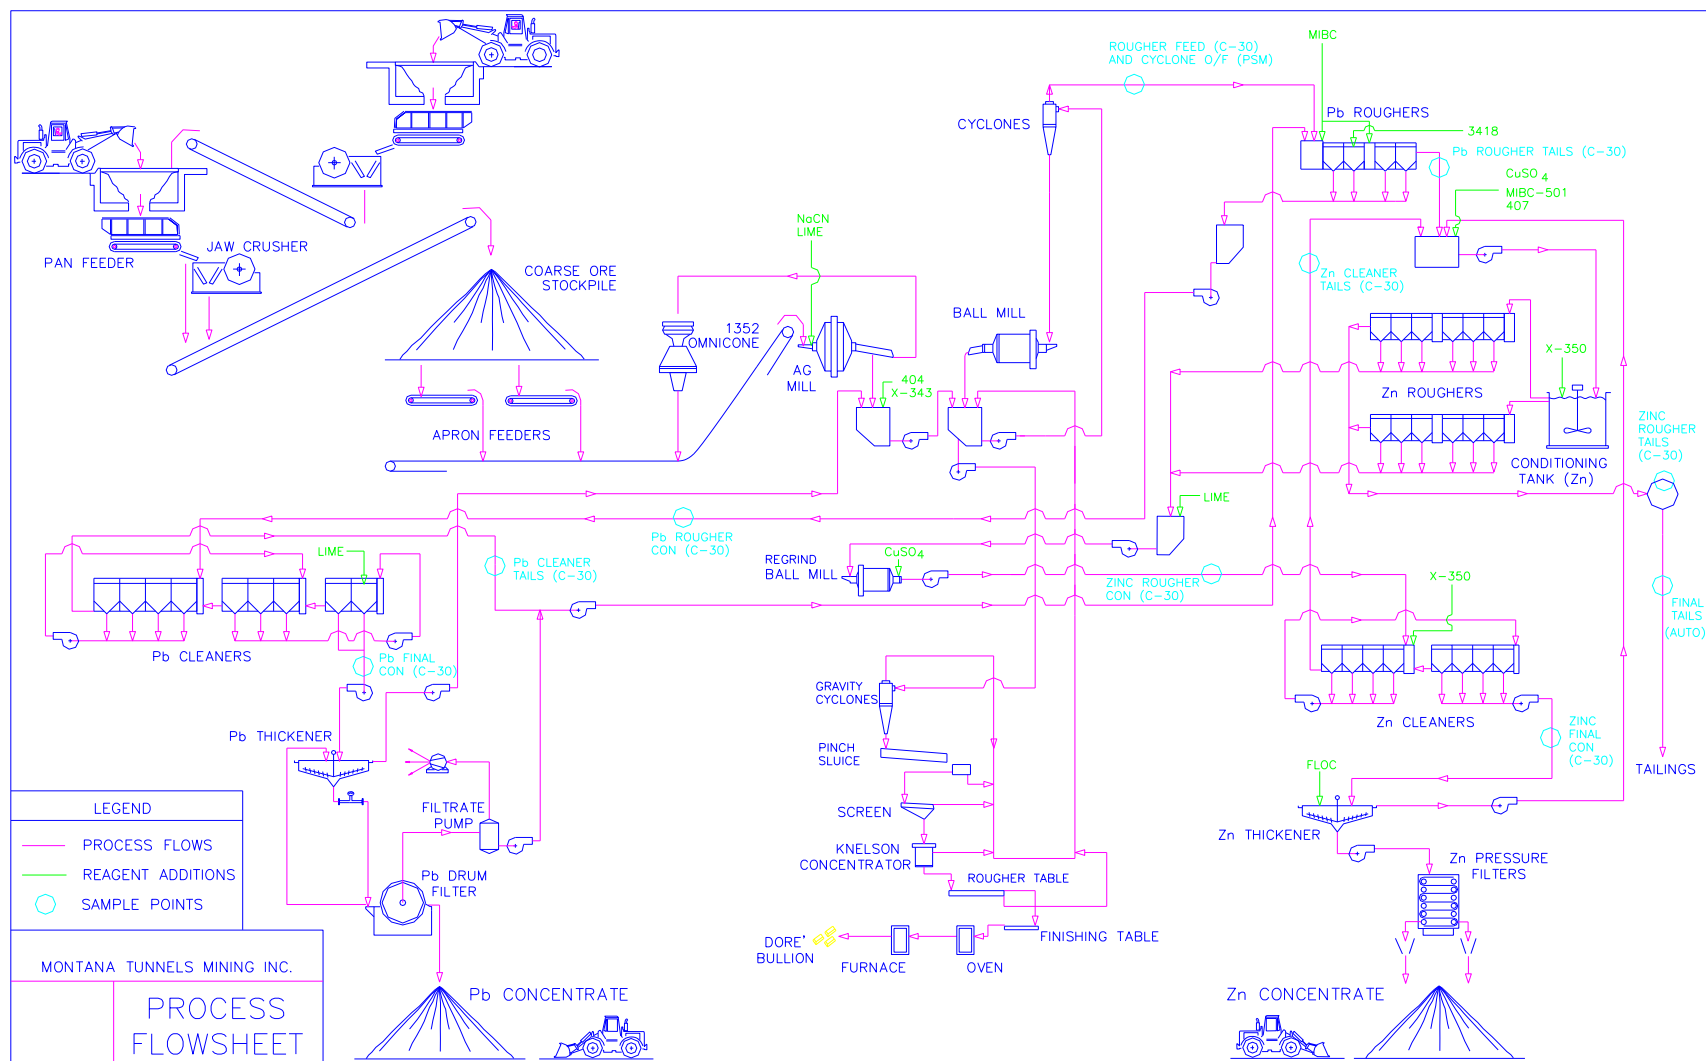 MIBC
ROUGHER FEED (C-30)
AND CYCLONE O/F (PSM)
CYCLONES
Pb ROUGHERS
3418
Pb ROUGHER TAILS (C-30)
CuSO4
MIBC-501
407
PAN FEEDER
JAW CRUSHER
NaCN
LIME
COARSE ORE
STOCKPILE
Zn CLEANER
TAILS (C-30)
BALL MILL
1352
OMNICONE
AG
MILL
X-350
404
X-343
Zn ROUGHERS
APRON FEEDERS
ZINC
ROUGHER
TAILS
(C-30)
CONDITIONING
TANK (Zn)
LIME
Pb ROUGHER
CON (C-30)
LIME
Pb CLEANER
TAILS (C-30)
REGRIND
BALL MILL
CuSO4
ZINC ROUGHER
CON (C-30)
X-350
FINAL
TAILS
(AUTO)
Pb CLEANERS
Pb FINAL
CON (C-30)
GRAVITY
CYCLONES
Zn CLEANERS
Pb THICKENER
PINCH
SLUICE
ZINC
FINAL
CON
(C-30)
TAILINGS
FLOC
LEGEND
PROCESS FLOWS
REAGENT ADDITIONS
SAMPLE POINTS
FILTRATE
PUMP
SCREEN
Zn THICKENER
KNELSON
CONCENTRATOR
Zn PRESSURE
FILTERS
Pb DRUM
FILTER
ROUGHER TABLE
DORE'
BULLION
FURNACE
OVEN
FINISHING TABLE
MONTANA TUNNELS MINING INC.
PROCESS
FLOWSHEET
Pb CONCENTRATE
Zn CONCENTRATE